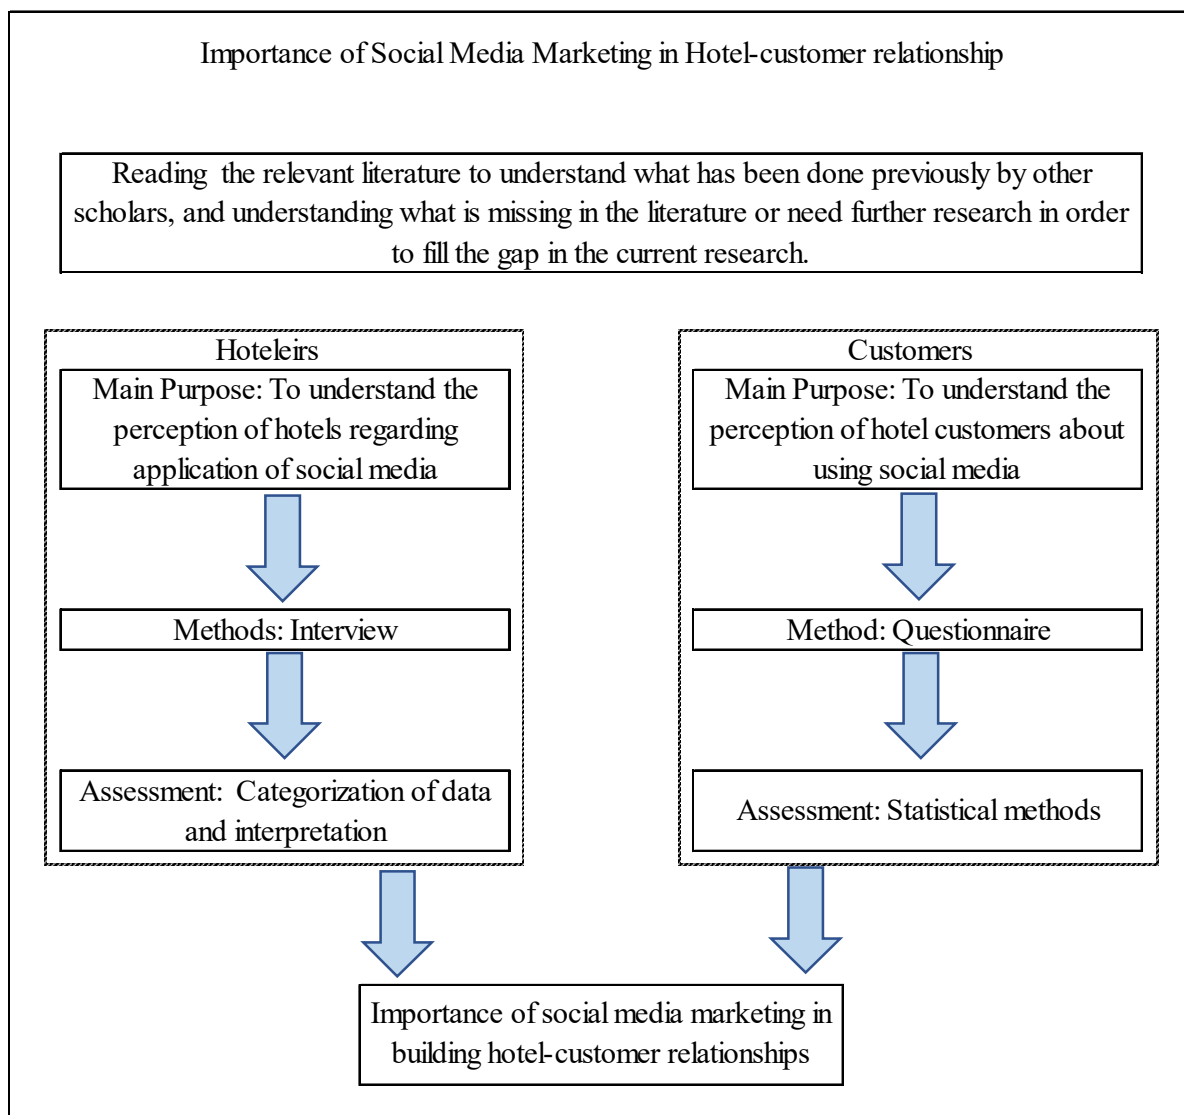 Importance of Social Media Marketing in Hotel-customer relationship
Reading the relevant literature to understand what has been done previously by other
scholars, and understanding what is missing in the literature or need further research in order
to fill the gap in the current research.
Hoteleirs
Main Purpose: To understand the
perception of hotels regarding
application of social media
Methods: Interview
Assessment: Categorization of data
and interpretation
Customers
Main Purpose: To understand the
perception of hotel customers about
using social media
Method: Questionnaire
Assessment: Statistical methods
Importance of social media marketing in
building hotel-customer relationships